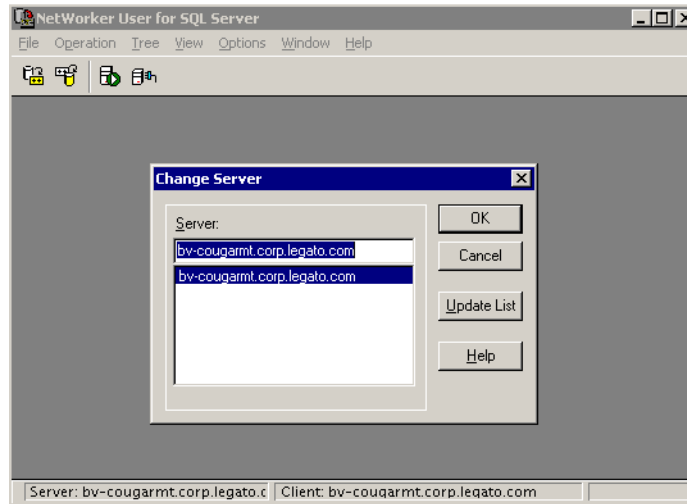 NetWorker User for SQL Server
File Operation Tree View Options Window Help
Change Server
Server:
bv-cougarmt.corp.legato.com
bv-cougarmt.corp.legato.com
OK
Cancel
Update List
Help
Server: bv-cougarmt.corp.legato.c
Client: bv-cougarmt.corp.legato.com